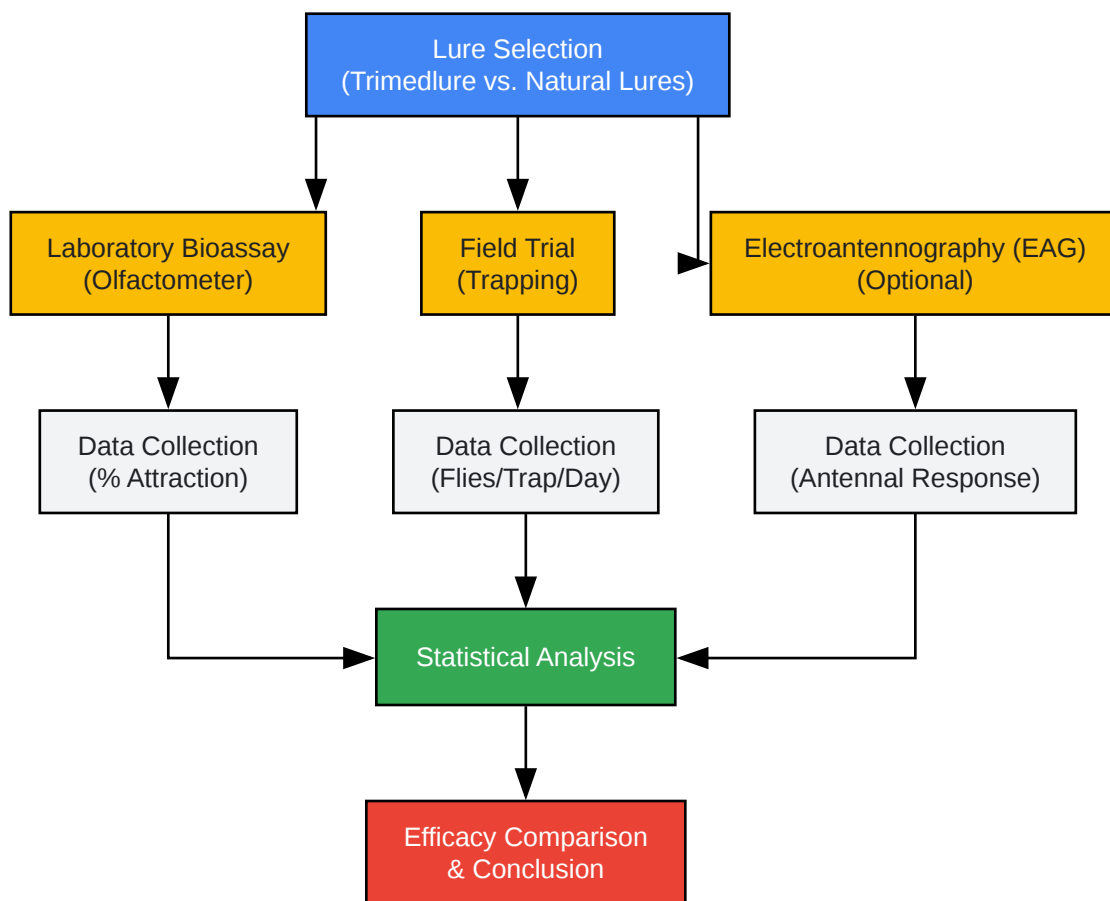 Lure Selection
(Trimedlure vs. Natural Lures)
Laboratory Bioassay
(Olfactometer)
Field Trial
(Trapping)
Electroantennography (EAG)
(Optional)
Data Collection
(% Attraction)
Data Collection
(Flies/Trap/Day)
Data Collection
(Antennal Response)
Statistical Analysis
Efficacy Comparison
& Conclusion